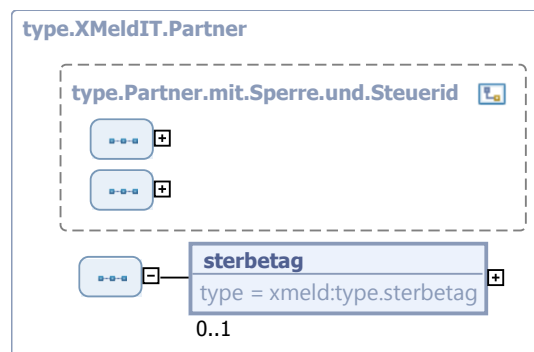 type.XMeldIT.Partner
type.Partner.mit.Sperre.und.Steuerid
sterbetag
type = xmeld:type.sterbetag
0..1